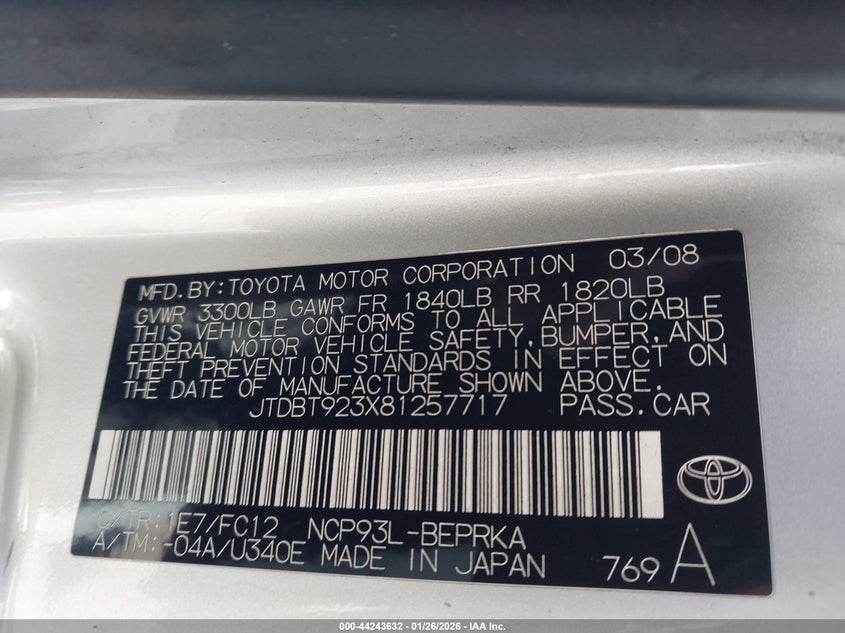 MFD.BY:TOYOTA MOTOR CORPORATION 03/08
GVWR 3300LB GAWR FR 1840LB RR 1820LB
THIS VEHICLE CONFORMS TO ALL APPLICABLE
FEDERAL MOTOR VEHICLE SAFETY,BUMPER,AND
THEFT PREVENTION STANDARDS IN EFFECT ON
THE DATE OF MANUFACTURE SHOWN ABOVE.
JTDBT923X81257717 PASS.CAR
C/TR:1E7/FC12 NCP93L-BEPRKA
A/TM:-04A/U340E MADE IN JAPAN 769 A
000-44243632 - 01/26/2026 - IAA Inc.